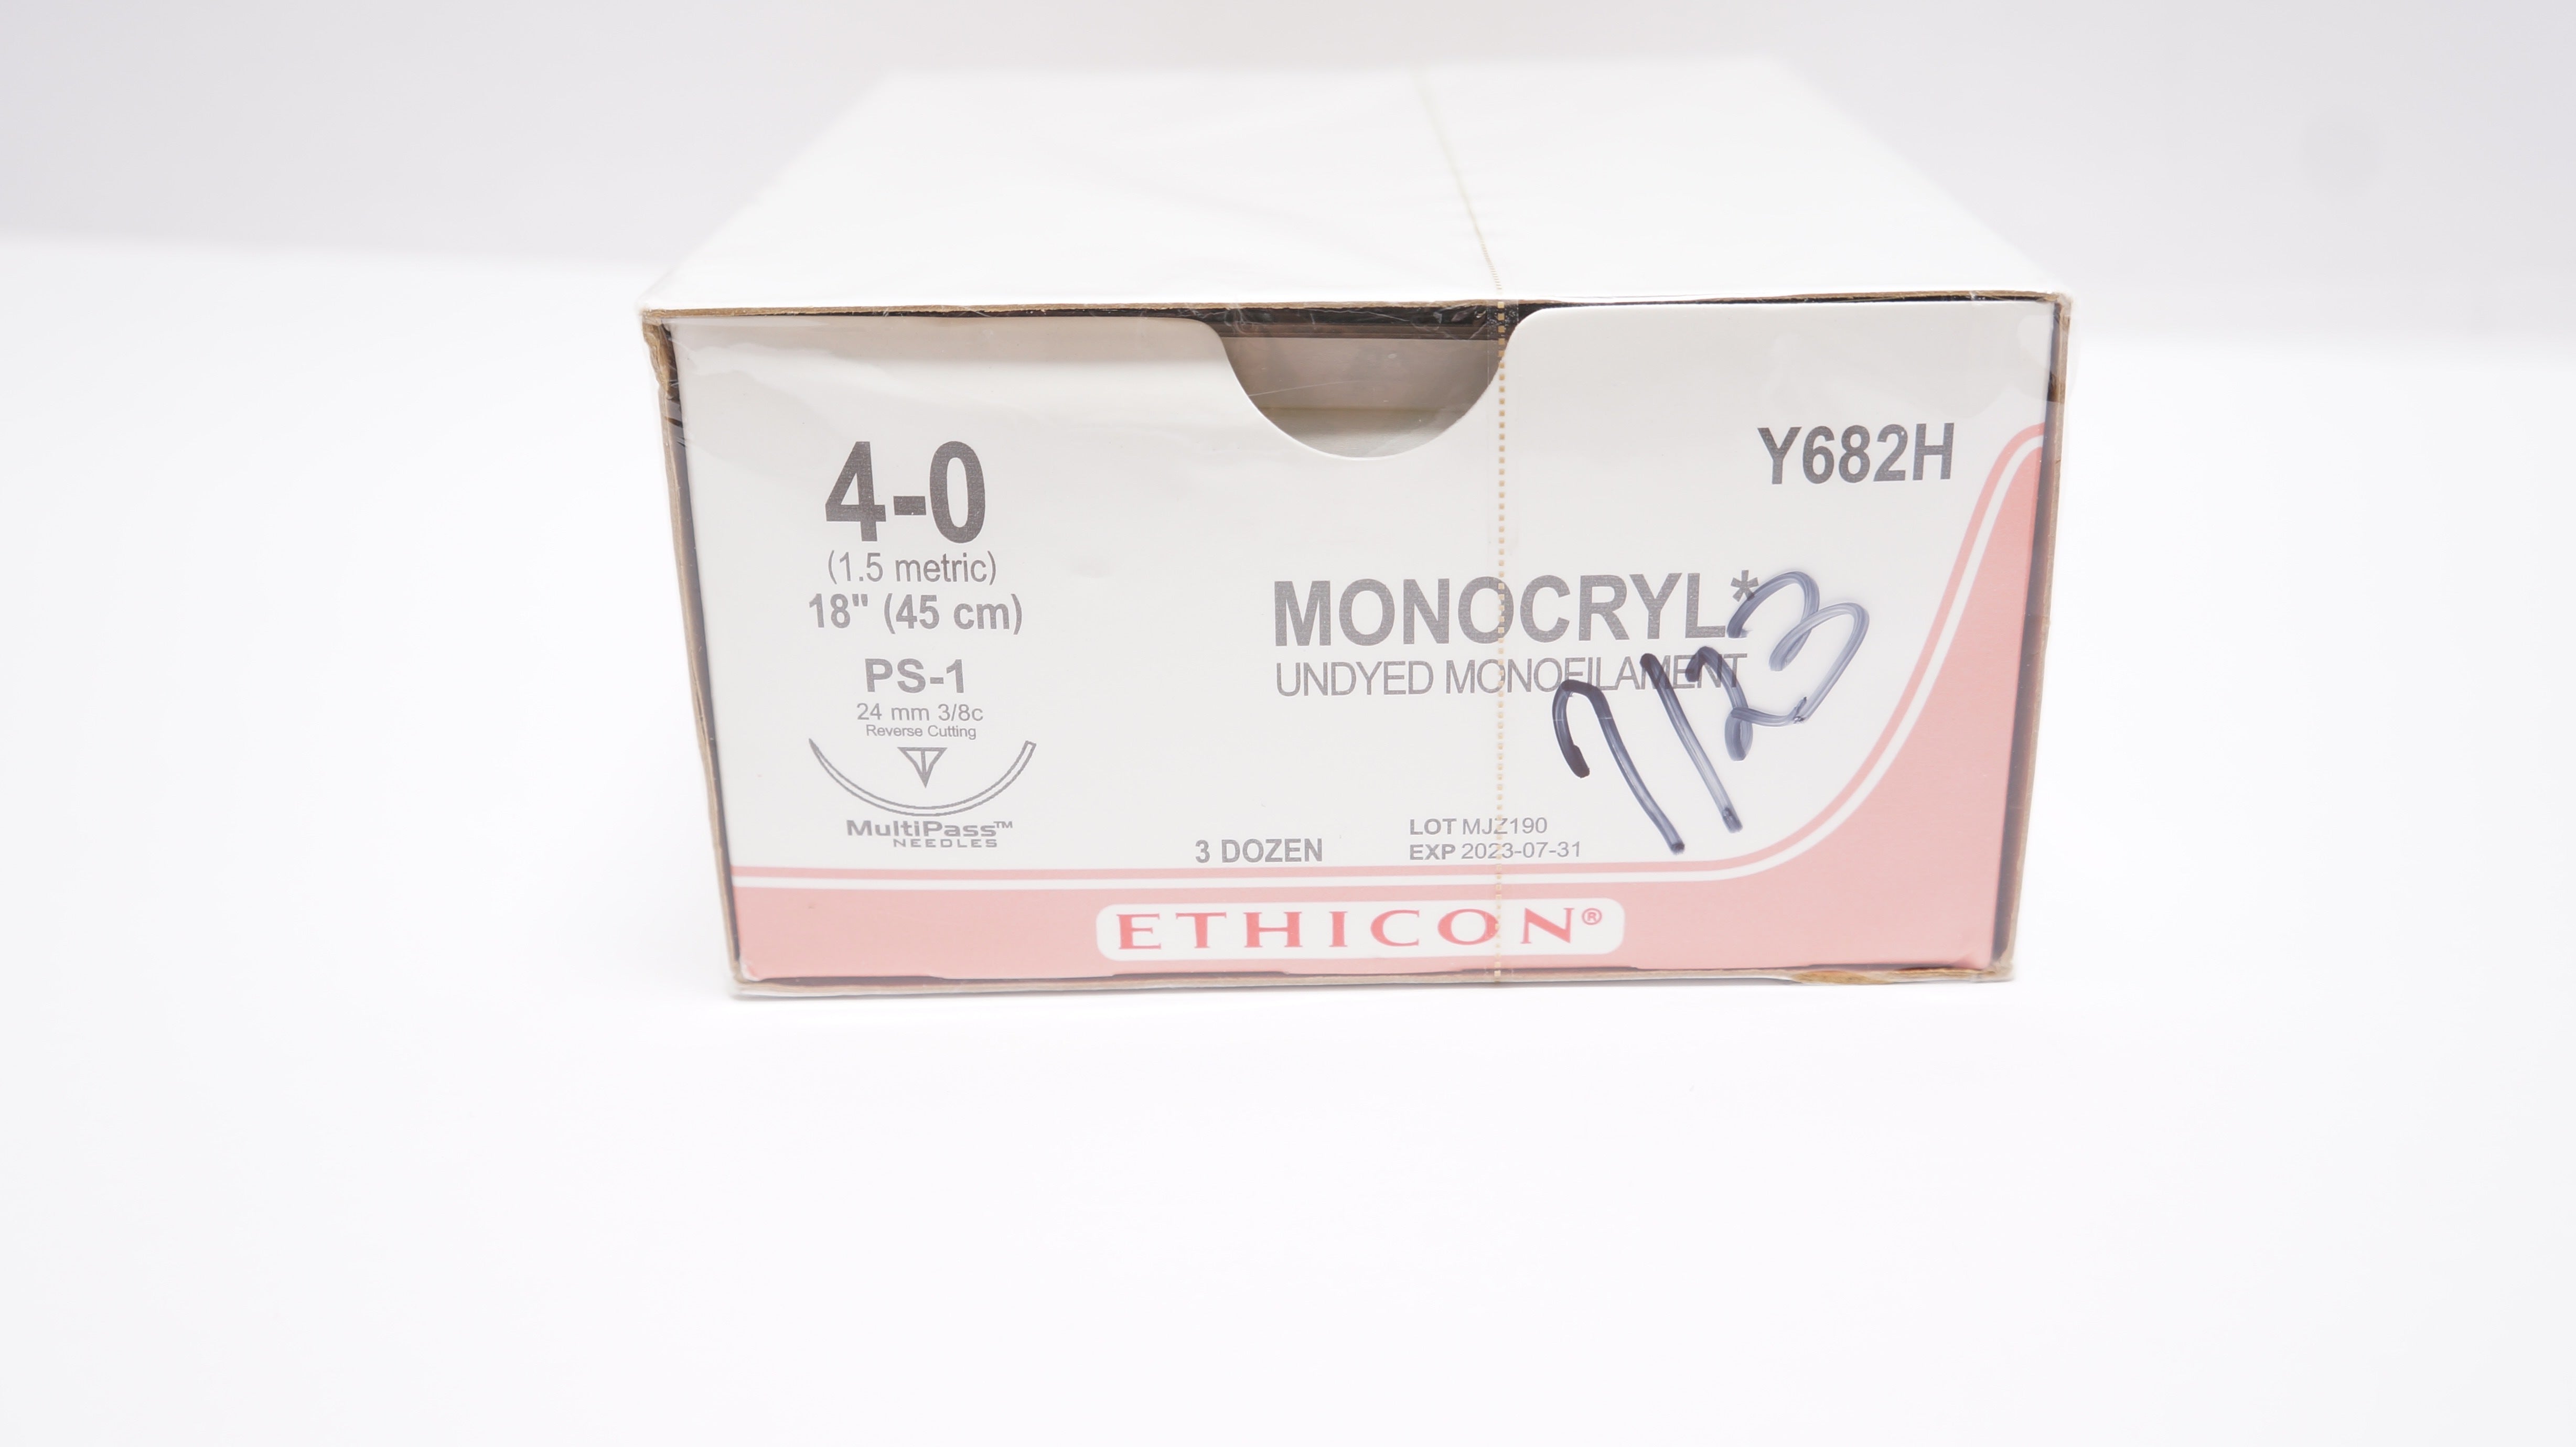 4-0
(1.5 metric)
18" (45 cm)
PS-1
24 mm 3/8c
Reverse Cutting
MultiPass™
NEEDLES
Y682H
MONOCRYL*
UNDYED MONOFILAMENT
7/23
3 DOZEN
LOT MJZ190
EXP 2023-07-31
ETHICON®